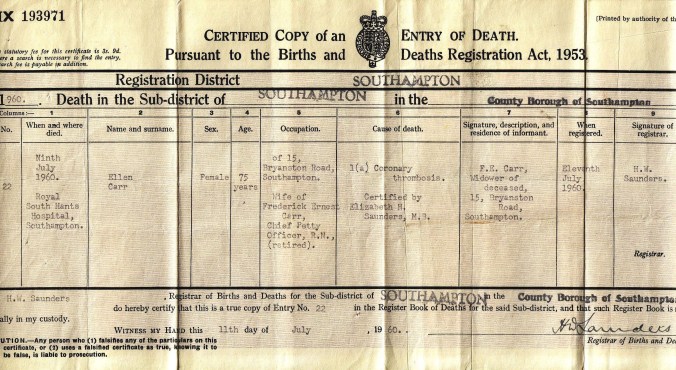 IX 193971
CERTIFIED COPY of an ENTRY OF DEATH.
[Printed by authority of th
e statutory fee for this certificate is 3s. 9d.
ere a search is necessary to find the entry,
arch fee is payable in addition.
Pursuant to the Births and Deaths Registration Act, 1953.
Registration District SOUTHAMPTON
1960. Death in the Sub-district of SOUTHAMPTON in the County Borough of Southampton
Columns:— 1 2 3 4 5 6 7 8 9
No. When and where died. Name and surname. Sex. Age. Occupation. Cause of death. Signature, description, and residence of informant. When registered. Signature of registrar.
22
Ninth
July
1960.
Royal
South Hants
Hospital,
Southampton.
Ellen
Carr
Female
75
years
of 15,
Bryanston Road,
Southampton.
Wife of
Frederick Ernest
Carr,
Chief Petty
Officer, R.N.,
(retired).
1(a) Coronary
thrombosis.
Certified by
Elizabeth N.
Saunders, M.B.
F.E. Carr,
Widower of
deceased,
15, Bryanston
Road,
Southampton.
Eleventh
July
1960.
H.W.
Saunders.
Registrar.
H.W. Saunders , Registrar of Births and Deaths for the Sub-district of SOUTHAMPTON in the County Borough of Southampton
do hereby certify that this is a true copy of Entry No. 22 in the Register Book of Deaths for the said Sub-district, and that such Register Book is n
ally in my custody.
WITNESS MY HAND this 11th day of July , 1960.
H W Saunders
Registrar of Births and Dea
UTION.—Any person who (1) falsifies any of the particulars on this
certificate, or (2) uses a falsified certificate as true, knowing it to
be false, is liable to prosecution.